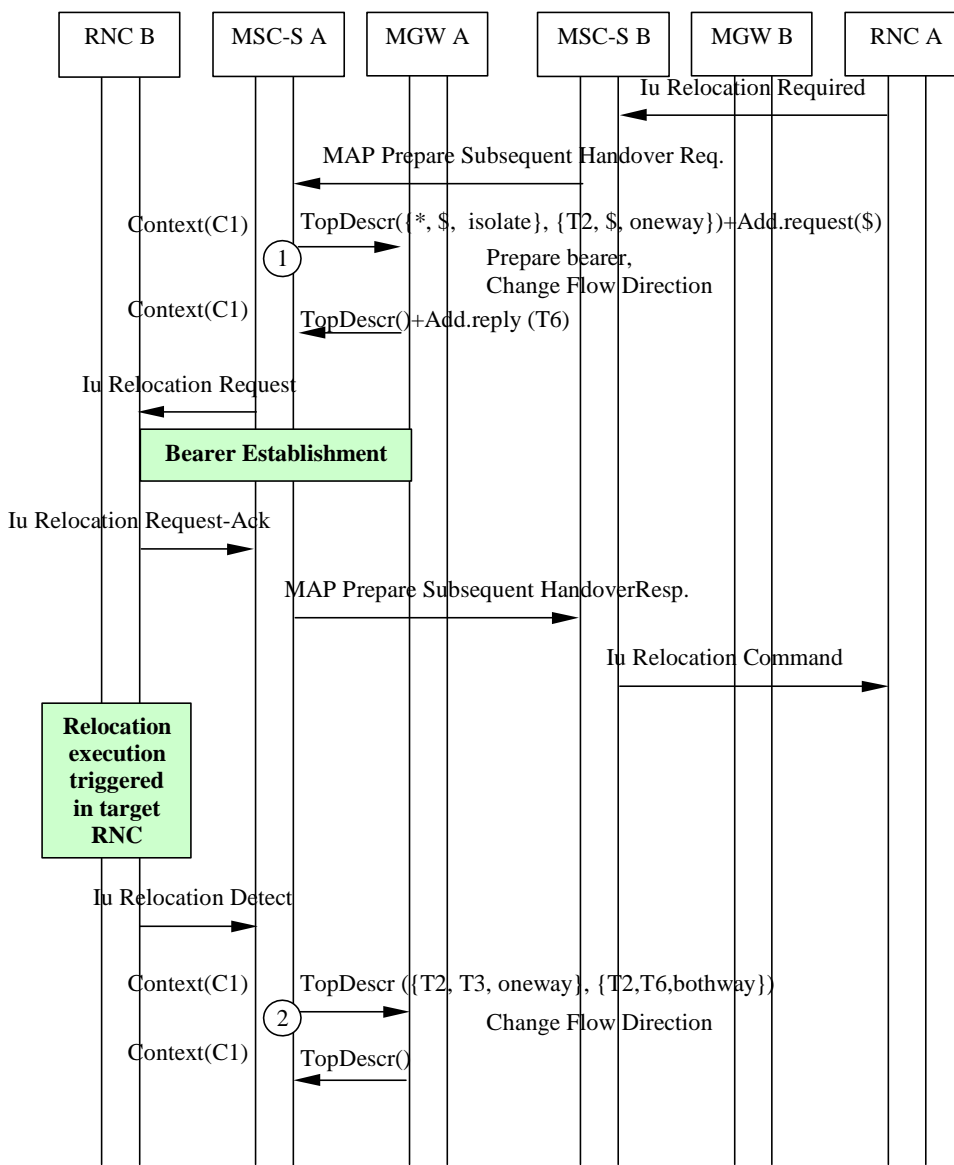 RNC B MSC-S A MGW A MSC-S B MGW B RNC A
Iu Relocation Required
MAP Prepare Subsequent Handover Req.
Context(C1) TopDescr({*, $, isolate}, {T2, $, oneway})+Add.request($)
1 Prepare bearer,
Change Flow Direction
Context(C1) TopDescr()+Add.reply (T6)
Iu Relocation Request
Bearer Establishment
Iu Relocation Request-Ack
MAP Prepare Subsequent HandoverResp.
Iu Relocation Command
Relocation
execution
triggered
in target
RNC
Iu Relocation Detect
Context(C1) TopDescr ({T2, T3, oneway}, {T2,T6,bothway})
2 Change Flow Direction
Context(C1) TopDescr()